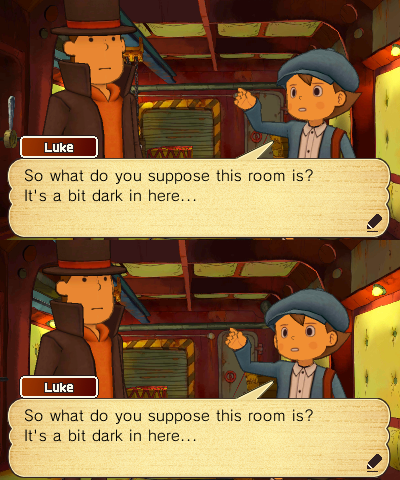 Luke
So what do you suppose this room is?
It's a bit dark in here...
Luke
So what do you suppose this room is?
It's a bit dark in here...